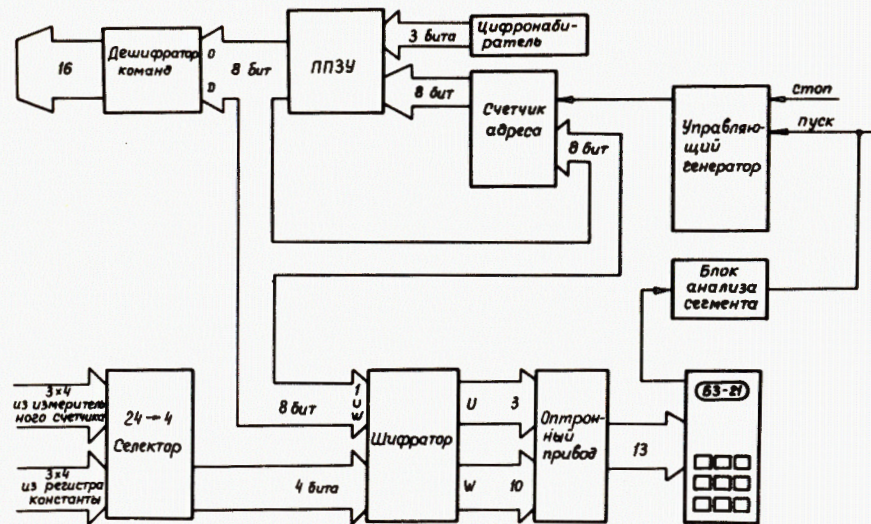 Цифронаби-
ратель
3 бита
ППЗУ
8 бит
Дешифратор
команд
О
D
16
8 бит
Счетчик
адреса
8 бит
Управляю-
щий
генератор
стоп
пуск
Блок
анализа
сегмента
3×4
из измеритель
ного счетчика
24→4
Селектор
3×4
из регистра
константы
8 бит
4 бита
1
U
W
Шифратор
U
3
W
10
Оптрон-
ный
привод
13
БЗ-21